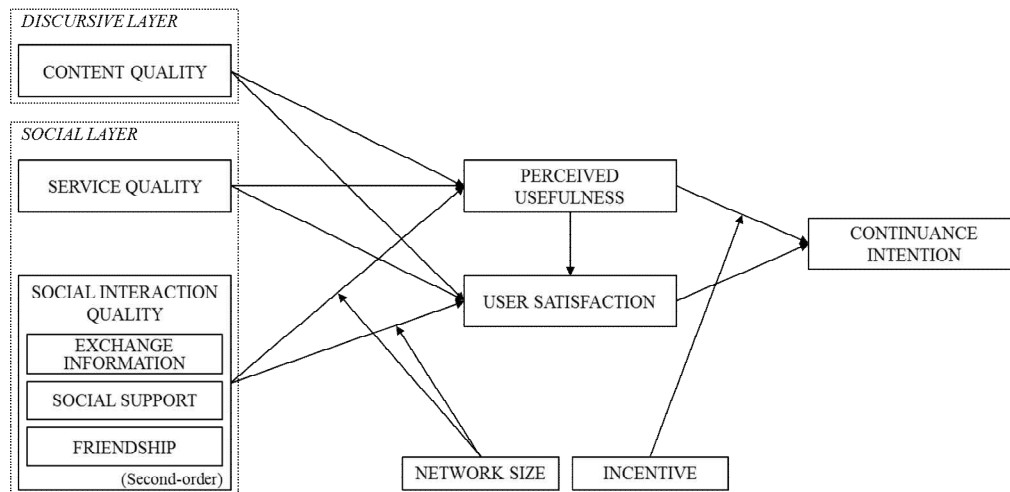 DISCURSIVE LAYER
CONTENT QUALITY
SOCIAL LAYER
SERVICE QUALITY
SOCIAL INTERACTION
QUALITY
EXCHANGE
INFORMATION
SOCIAL SUPPORT
FRIENDSHIP
(Second-order)
PERCEIVED
USEFULNESS
USER SATISFACTION
CONTINUANCE
INTENTION
NETWORK SIZE
INCENTIVE